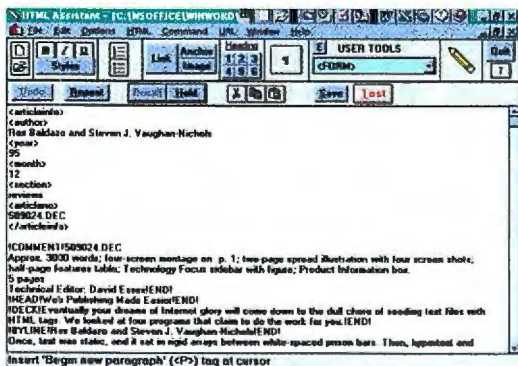 HTML Assistant - [C:\MSOFFICE\WINWORD\
File Edit Options HTML Command URL Window Help
B I U
Styles
Link
Anchor
Image
Heading
1 2 3
4 5 6
¶
E USER TOOLS
<FORM>
Quit
?
Undo Repeat Hold Save Test
<articleinfo>
<author>
Rex Baldazo and Steven J. Vaughan-Nichols
<year>
95
<month>
12
<section>
reviews
<articleno>
509024.DEC
</articleinfo>
!COMMENT!509024.DEC
Approx. 3000 words; four-screen montage on p. 1; two-page spread illustration with four screen shots;
half-page features table; Technology Focus sidebar with figure; Product Information box.
5 pages
Technical Editor: David Essex!END!
!HEAD!Web Publishing Made Easier!END!
!DECK!Eventually your dreams of Internet glory will come down to the dull chore of seeding text files with
HTML tags. We looked at four programs that claim to do the work for you.!END!
!BYLINE!Rex Baldazo and Steven J. Vaughan-Nichols
Once, text was static, and it sat in rigid arrays between white-spaced prison bars. Then, hypertext and
Insert 'Begin new paragraph' (<P>) tag at cursor